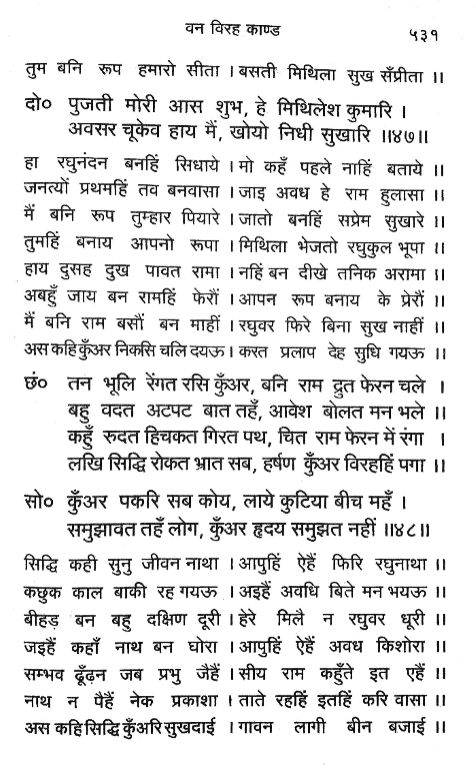 वन विरह काण्ड ५३१
तुम बनि रूप हमारो सीता । बसती मिथिला सुख सँप्रीता ।।
दो० पुजती मोरी आस शुभ, हे मिथिलेश कुमारि ।
अवसर चूकेव हाय मैं, खोयो निधी सुखारि ।।४७।।
हा रघुनंदन बनहिं सिधाये । मो कहँ पहले नाहिं बताये ।।
जनत्यों प्रथमहिं तव बनवासा । जाइ अवध हे राम हुलासा ।।
मैं बनि रूप तुम्हार पियारे । जातो बनहिं सप्रेम सुखारे ।।
तुमहिं बनाय आपनो रूपा । मिथिला भेजतो रघुकुल भूपा ।।
हाय दुसह दुख पावत रामा । नहिं बन दीखे तनिक अरामा ।।
अबहुँ जाय बन रामहिं फेरौं । आपन रूप बनाय के प्रेरौं ।।
मैं बनि राम बसौं बन माहीं । रघुवर फिरे बिना सुख नाहीं ।।
अस कहि कुँअर निकसि चलि दयऊ । करत प्रलाप देह सुधि गयऊ ।।
छं० तन भूलि रेंगत रसि कुँअर, बनि राम द्रुत फेरन चले ।
बहु वदत अटपट बात तहँ, आवेश बोलत मन भले ।।
कहुँ रुदत हिचकत गिरत पथ, चित राम फेरन में रंगा ।
लखि सिद्धि रोकत भ्रात सब, हर्षण कुँअर विरहहिं पगा ।।
सो० कुँअर पकरि सब कोय, लाये कुटिया बीच महँ ।
समुझावत तहँ लोग, कुँअर हृदय समुझत नहीं ।।४८।।
सिद्धि कही सुनु जीवन नाथा । आपुहिं ऐहैं फिरि रघुनाथा ।।
कछुक काल बाकी रह गयऊ । अइहैं अवधि बिते मन भयऊ ।।
बीहड़ बन बहु दक्षिण दूरी । हेरे मिलै न रघुवर धूरी ।।
जइहैं कहाँ नाथ बन घोरा । आपुहिं ऐहैं अवध किशोरा ।।
सम्भव ढूँढ़न जब प्रभु जैहैं । सीय राम कहुँते इत एहैं ।।
नाथ न पैहैं नेक प्रकाशा । ताते रहहिं इतहिं करि वासा ।।
अस कहि सिद्धि कुँअरि सुखदाई । गावन लागी बीन बजाई ।।